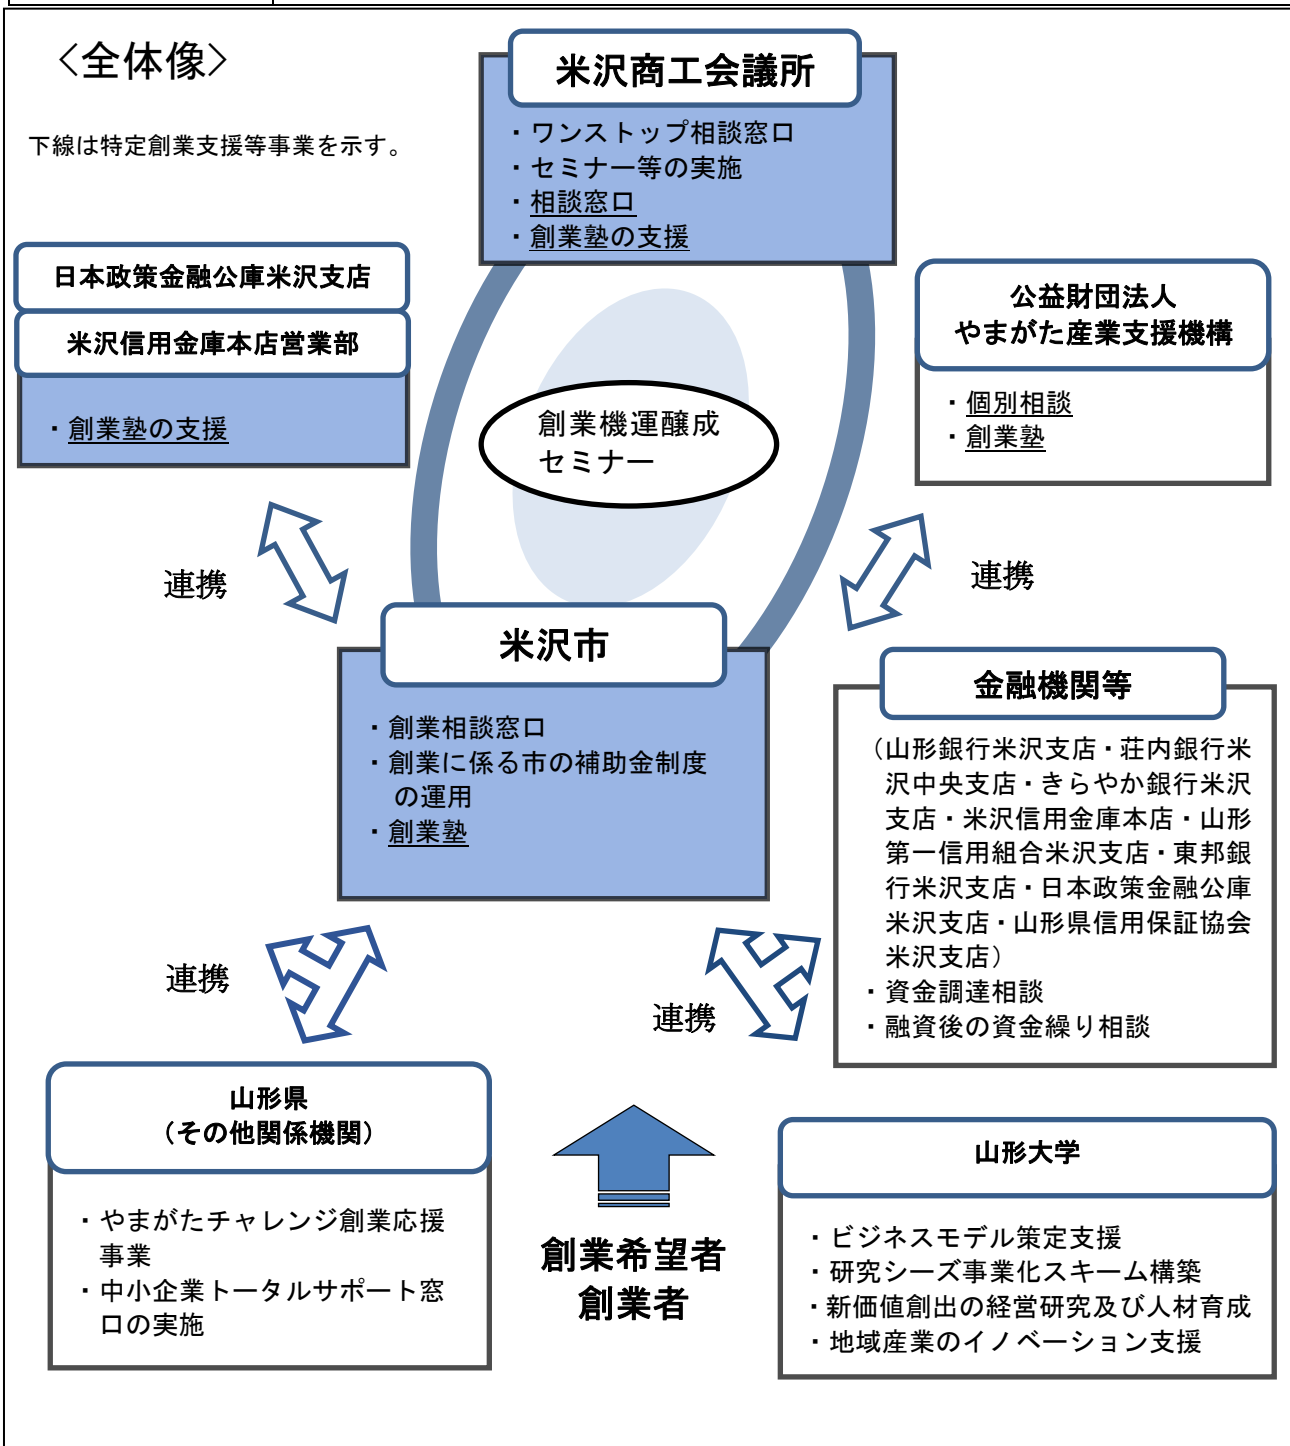 ＜全体像＞
下線は特定創業支援等事業を示す。
米沢商工会議所
・ワンストップ相談窓口
・セミナー等の実施
・相談窓口
・創業塾の支援
日本政策金融公庫米沢支店
米沢信用金庫本店営業部
・創業塾の支援
公益財団法人
やまがた産業支援機構
・個別相談
・創業塾
創業機運醸成
セミナー
連携
連携
米沢市
・創業相談窓口
・創業に係る市の補助金制度
の運用
・創業塾
金融機関等
（山形銀行米沢支店・荘内銀行米
沢中央支店・きらやか銀行米沢
支店・米沢信用金庫本店・山形
第一信用組合米沢支店・東邦銀
行米沢支店・日本政策金融公庫
米沢支店・山形県信用保証協会
米沢支店）
・資金調達相談
・融資後の資金繰り相談
連携
連携
山形県
（その他関係機関）
・やまがたチャレンジ創業応援
事業
・中小企業トータルサポート窓
口の実施
創業希望者
創業者
山形大学
・ビジネスモデル策定支援
・研究シーズ事業化スキーム構築
・新価値創出の経営研究及び人材育成
・地域産業のイノベーション支援